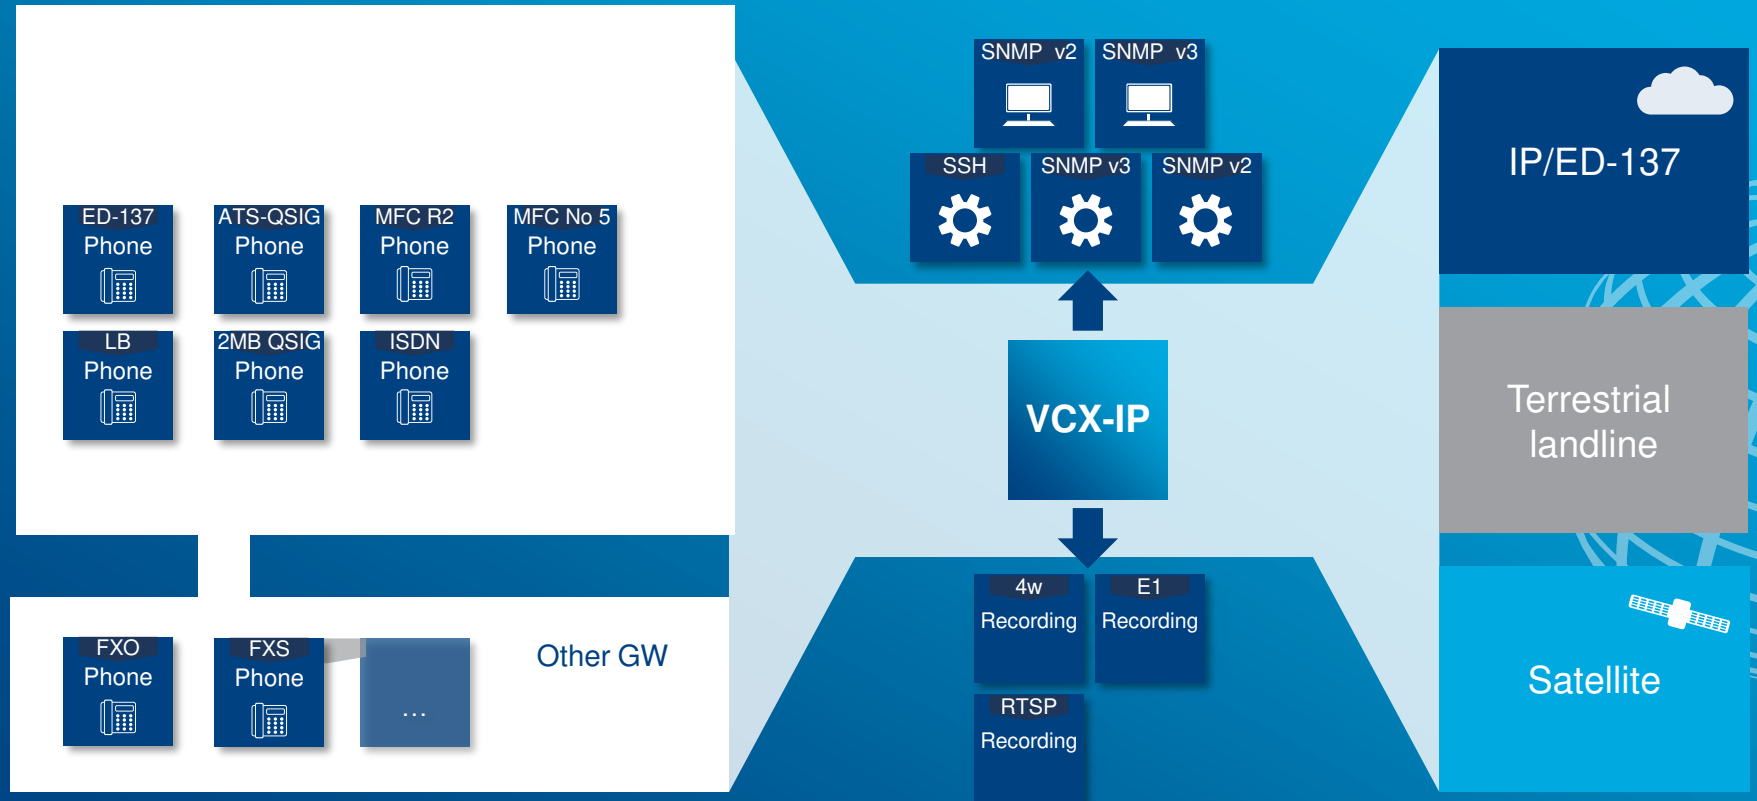 SNMP v2
SNMP v3
SSH
SNMP v3
SNMP v2
IP/ED-137
ED-137
Phone
ATS-QSIG
Phone
MFC R2
Phone
MFC No 5
Phone
LB
Phone
2MB QSIG
Phone
ISDN
Phone
VCX-IP
Terrestrial
landline
4w
Recording
E1
Recording
RTSP
Recording
FXO
Phone
FXS
Phone
...
Other GW
Satellite